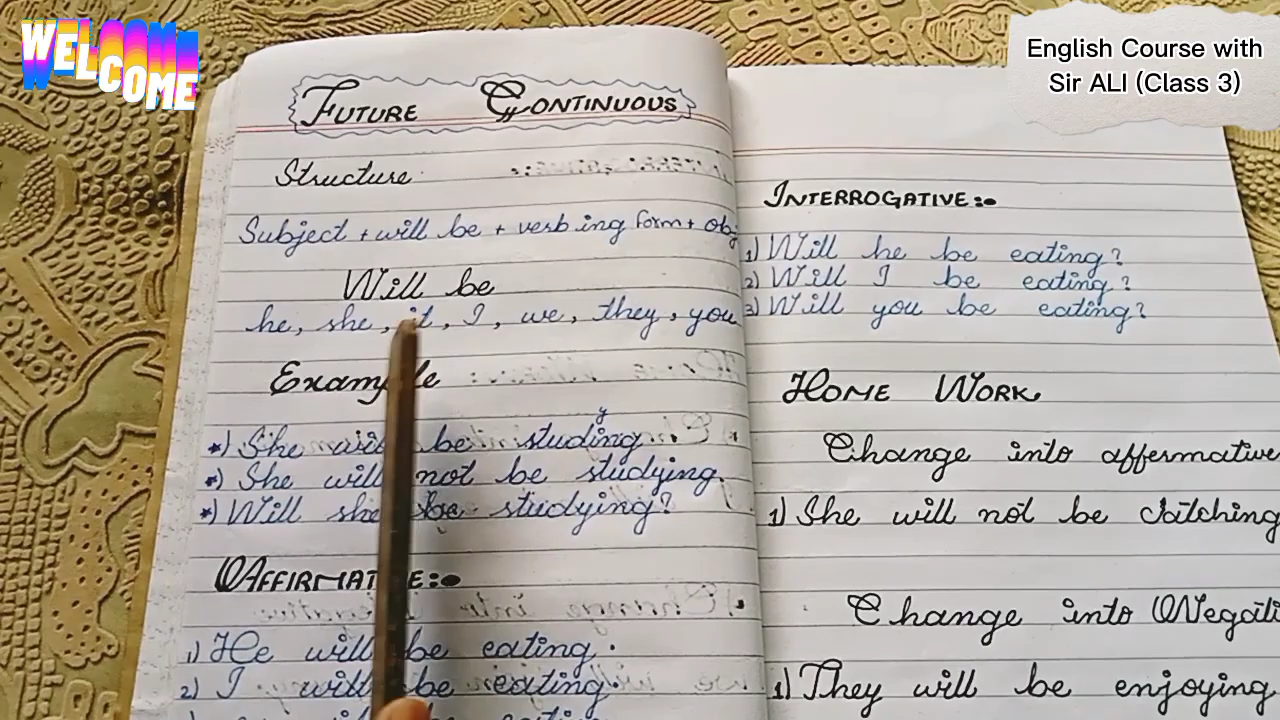 WELCOME
English Course with
Sir ALI (Class 3)
FUTURE CONTINUOUS
Structure
Subject + will be + verb ing form + obj
Will be
he, she, it, I, we, they, you
Example
*) She will be studing
y
*) She will not be studying.
*) Will she be studying?
AFFIRMATIVE:
1) He will be eating.
2) I will be eating.
INTERROGATIVE:
1) Will he be eating?
2) Will I be eating?
3) Will you be eating?
HOME WORK
Change into affermative
1) She will not be
Change into Negati
1) They will be enjoying